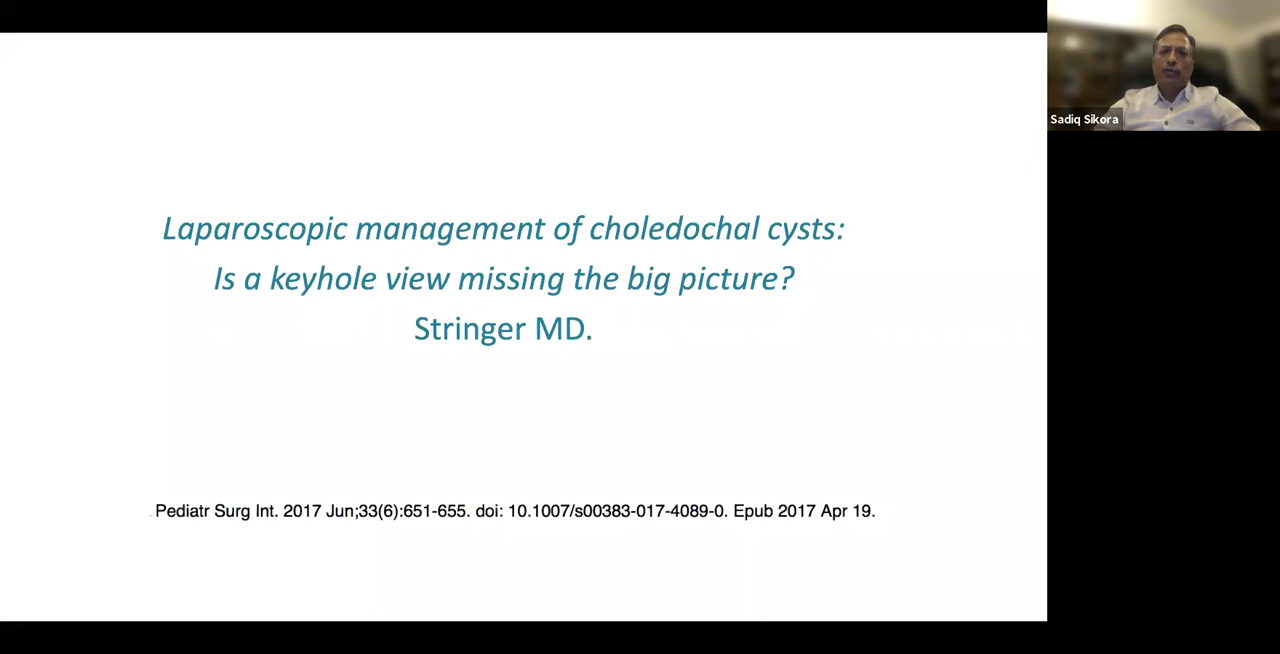 Laparoscopic management of choledochal cysts:
Is a keyhole view missing the big picture?
Stringer MD.
Pediatr Surg Int. 2017 Jun;33(6):651-655. doi: 10.1007/s00383-017-4089-0. Epub 2017 Apr 19.
Sadiq Sikora